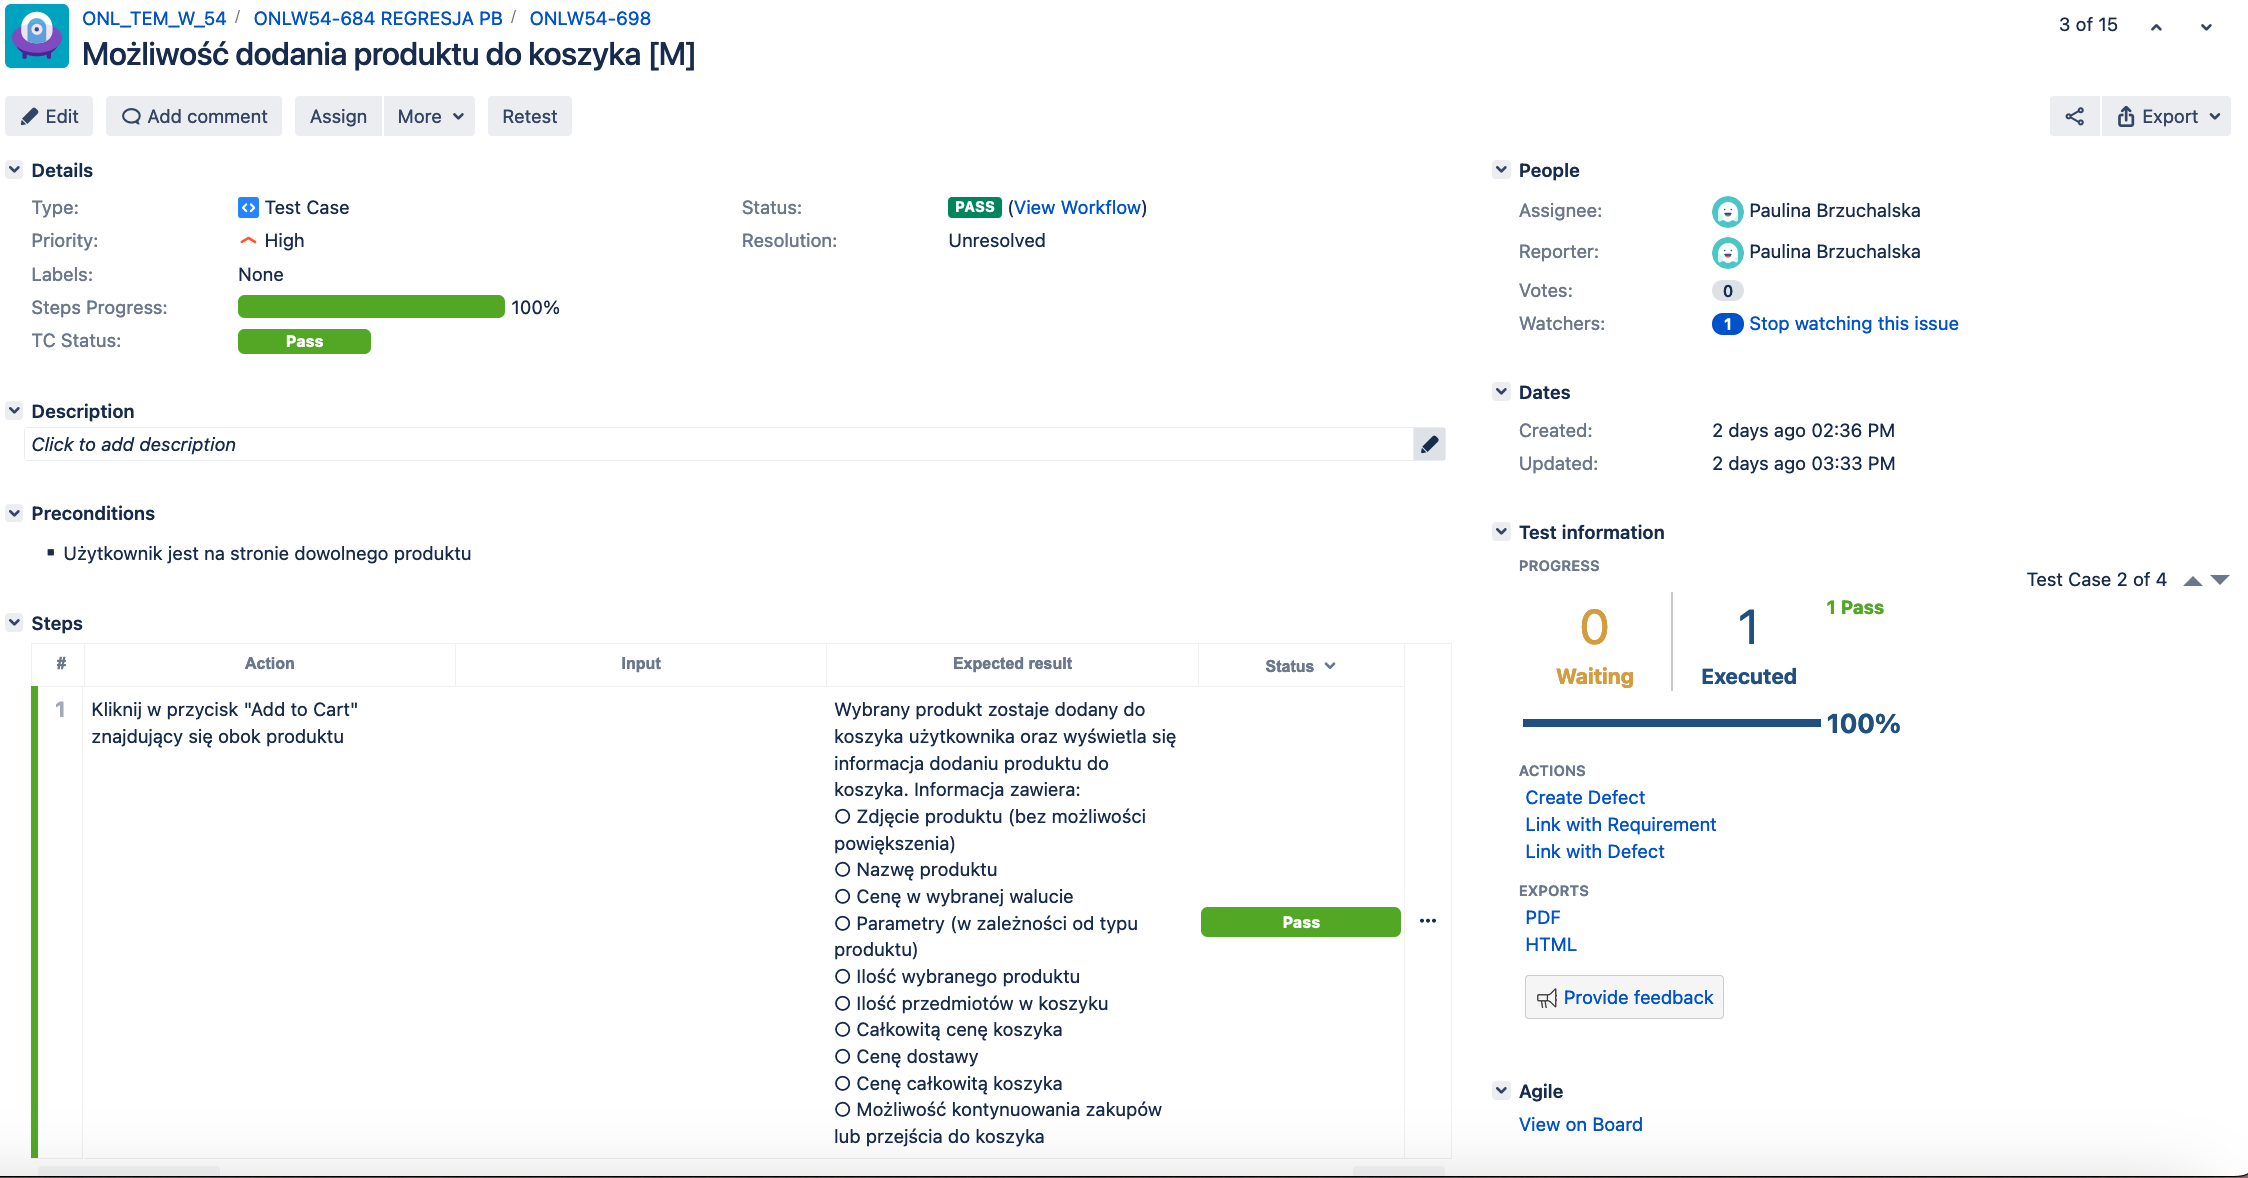 ONL_TEM_W_54 / ONLW54-684 REGRESJA PB / ONLW54-698
3 of 15
Możliwość dodania produktu do koszyka [M]
Edit
Add comment
Assign
More
Retest
Export
Details
Type: Test Case
Status: PASS (View Workflow)
Priority: High
Resolution: Unresolved
Labels: None
Steps Progress: 100%
TC Status: Pass
Description
Click to add description
Preconditions
▪ Użytkownik jest na stronie dowolnego produktu
Steps
# Action Input Expected result Status
1
Kliknij w przycisk "Add to Cart"
znajdujący się obok produktu
Wybrany produkt zostaje dodany do
koszyka użytkownika oraz wyświetla się
informacja dodaniu produktu do
koszyka. Informacja zawiera:
O Zdjęcie produktu (bez możliwości
powiększenia)
O Nazwę produktu
O Cenę w wybranej walucie
O Parametry (w zależności od typu
produktu)
O Ilość wybranego produktu
O Ilość przedmiotów w koszyku
O Całkowitą cenę koszyka
O Cenę dostawy
O Cenę całkowitą koszyka
O Możliwość kontynuowania zakupów
lub przejścia do koszyka
Pass
People
Assignee: Paulina Brzuchalska
Reporter: Paulina Brzuchalska
Votes: 0
Watchers: 1 Stop watching this issue
Dates
Created: 2 days ago 02:36 PM
Updated: 2 days ago 03:33 PM
Test information
PROGRESS
Test Case 2 of 4
0
Waiting
1
Executed
1 Pass
100%
ACTIONS
Create Defect
Link with Requirement
Link with Defect
EXPORTS
PDF
HTML
Provide feedback
Agile
View on Board